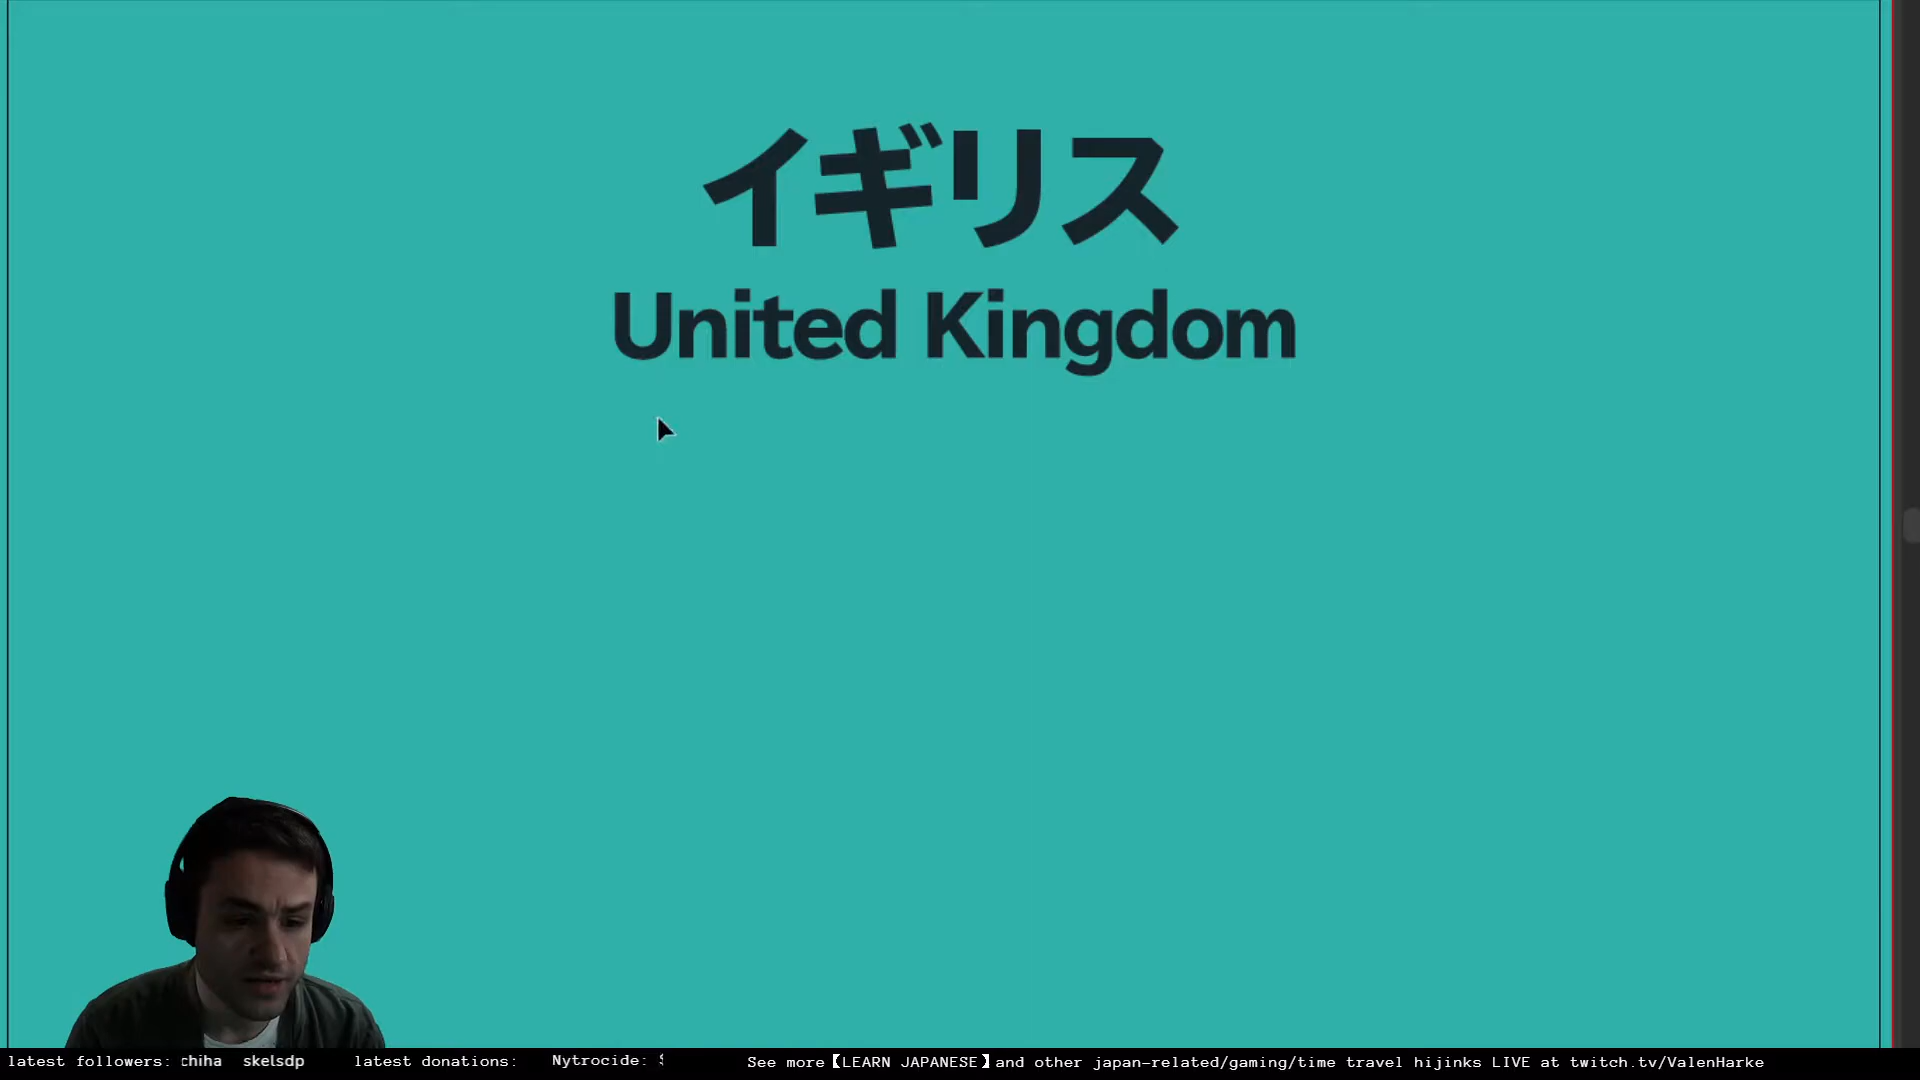 イギリス
United Kingdom
latest followers: chiha skelsdp latest donations: Nytrocide: See more【LEARN JAPANESE】and other japan-related/gaming/time travel hijinks LIVE at twitch.tv/ValenHarke